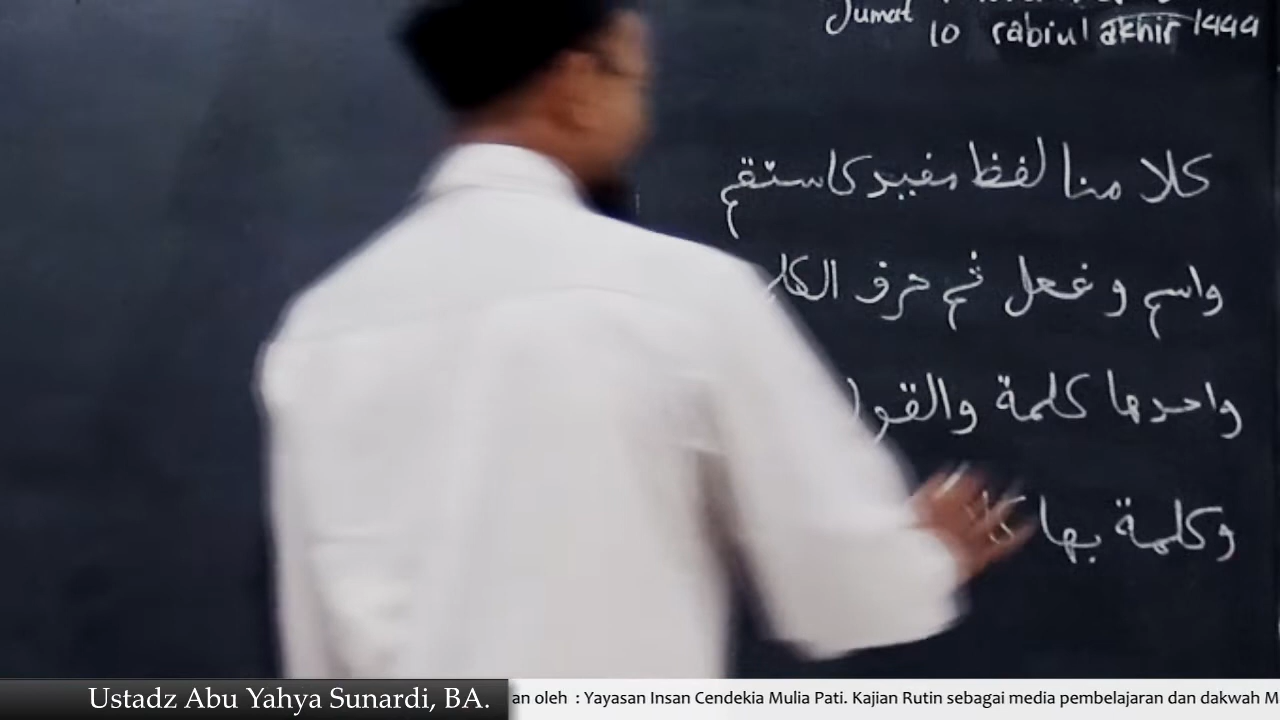 Jumat
10 rabiul akhir 1444
كلامنا لفظ مفيد كاستقم
واسم وفعل ثم حرف الكلم
واحدها كلمة والقول
وكلمة بها
Ustadz Abu Yahya Sunardi, BA.
an oleh : Yayasan Insan Cendekia Mulia Pati. Kajian Rutin sebagai media pembelajaran dan dakwah M